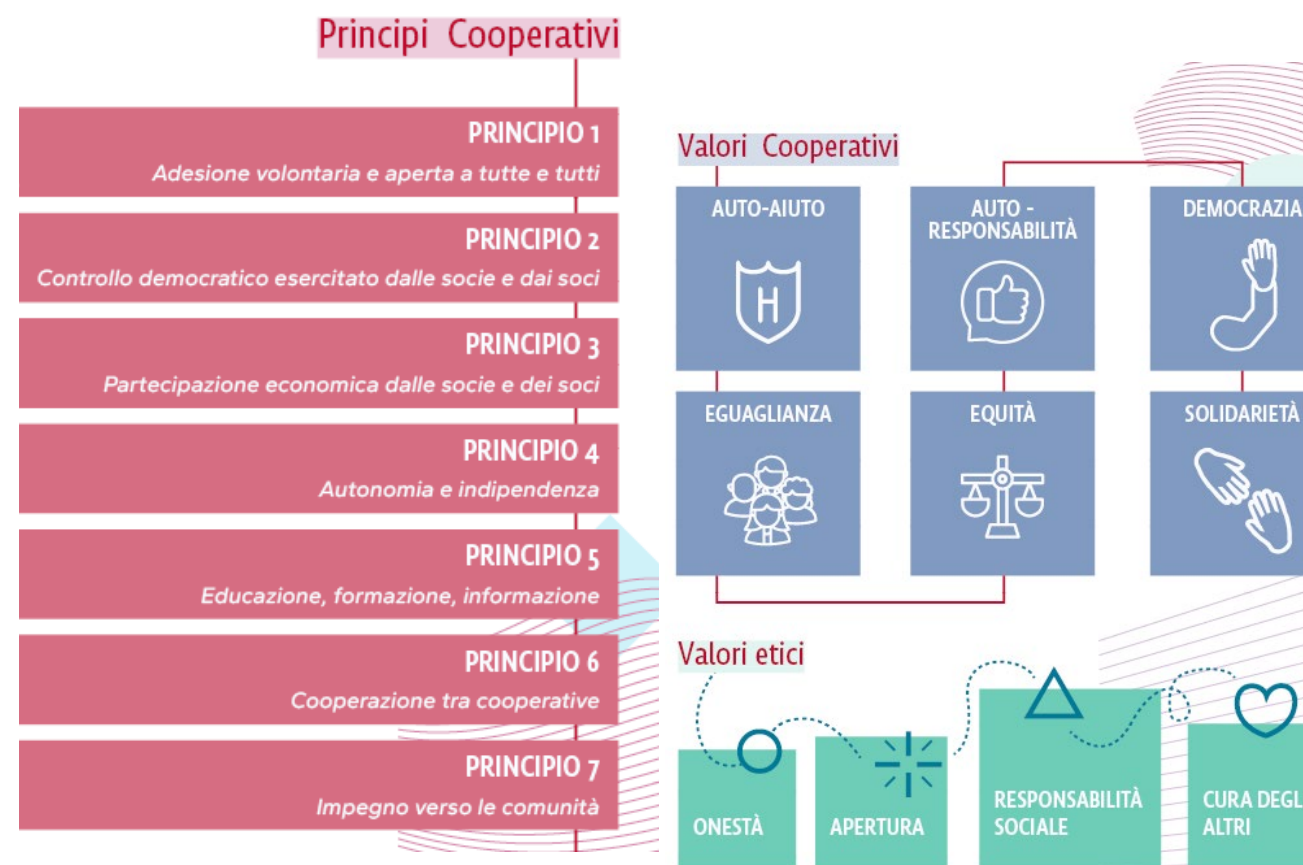 Principi Cooperativi
PRINCIPIO 1
Adesione volontaria e aperta a tutte e tutti
PRINCIPIO 2
Controllo democratico esercitato dalle socie e dai soci
PRINCIPIO 3
Partecipazione economica dalle socie e dei soci
PRINCIPIO 4
Autonomia e indipendenza
PRINCIPIO 5
Educazione, formazione, informazione
PRINCIPIO 6
Cooperazione tra cooperative
PRINCIPIO 7
Impegno verso le comunità
Valori Cooperativi
AUTO-AIUTO
H
AUTO -
RESPONSABILITÀ
DEMOCRAZIA
EGUAGLIANZA
EQUITÀ
SOLIDARIETÀ
Valori etici
ONESTÀ
APERTURA
RESPONSABILITÀ
SOCIALE
CURA DEGL
ALTRI